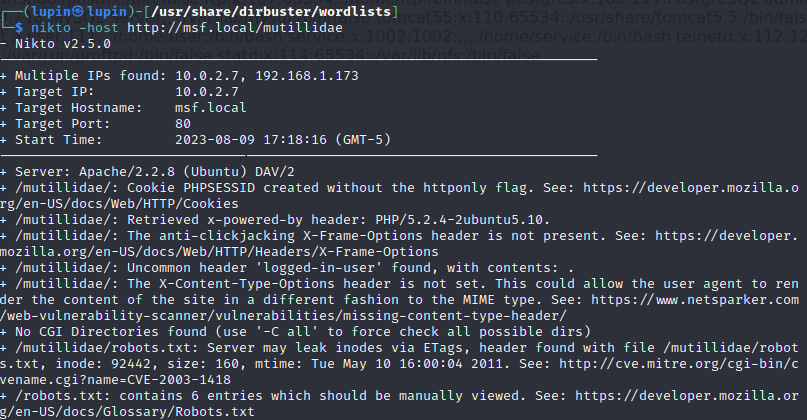 (lupin㉿lupin)-[/usr/share/dirbuster/wordlists]
$ nikto -host http://msf.local/mutillidae
- Nikto v2.5.0
+ Multiple IPs found: 10.0.2.7, 192.168.1.173
+ Target IP: 10.0.2.7
+ Target Hostname: msf.local
+ Target Port: 80
+ Start Time: 2023-08-09 17:18:16 (GMT-5)
+ Server: Apache/2.2.8 (Ubuntu) DAV/2
+ /mutillidae/: Cookie PHPSESSID created without the httponly flag. See: https://developer.mozilla.o
rg/en-US/docs/Web/HTTP/Cookies
+ /mutillidae/: Retrieved x-powered-by header: PHP/5.2.4-2ubuntu5.10.
+ /mutillidae/: The anti-clickjacking X-Frame-Options header is not present. See: https://developer.
mozilla.org/en-US/docs/Web/HTTP/Headers/X-Frame-Options
+ /mutillidae/: Uncommon header 'logged-in-user' found, with contents: .
+ /mutillidae/: The X-Content-Type-Options header is not set. This could allow the user agent to ren
der the content of the site in a different fashion to the MIME type. See: https://www.netsparker.com
/web-vulnerability-scanner/vulnerabilities/missing-content-type-header/
+ No CGI Directories found (use '-C all' to force check all possible dirs)
+ /mutillidae/robots.txt: Server may leak inodes via ETags, header found with file /mutillidae/robot
s.txt, inode: 92442, size: 160, mtime: Tue May 10 16:00:04 2011. See: http://cve.mitre.org/cgi-bin/c
vename.cgi?name=CVE-2003-1418
+ /robots.txt: contains 6 entries which should be manually viewed. See: https://developer.mozilla.or
g/en-US/docs/Glossary/Robots.txt